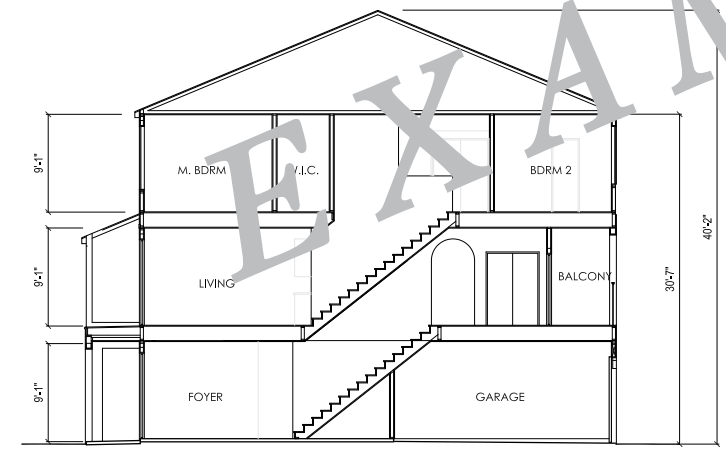 EXAM
M. BDRM
W.I.C.
BDRM 2
9'-1"
40'-2"
30'-7"
9'-1"
LIVING
BALCONY
9'-1"
FOYER
GARAGE